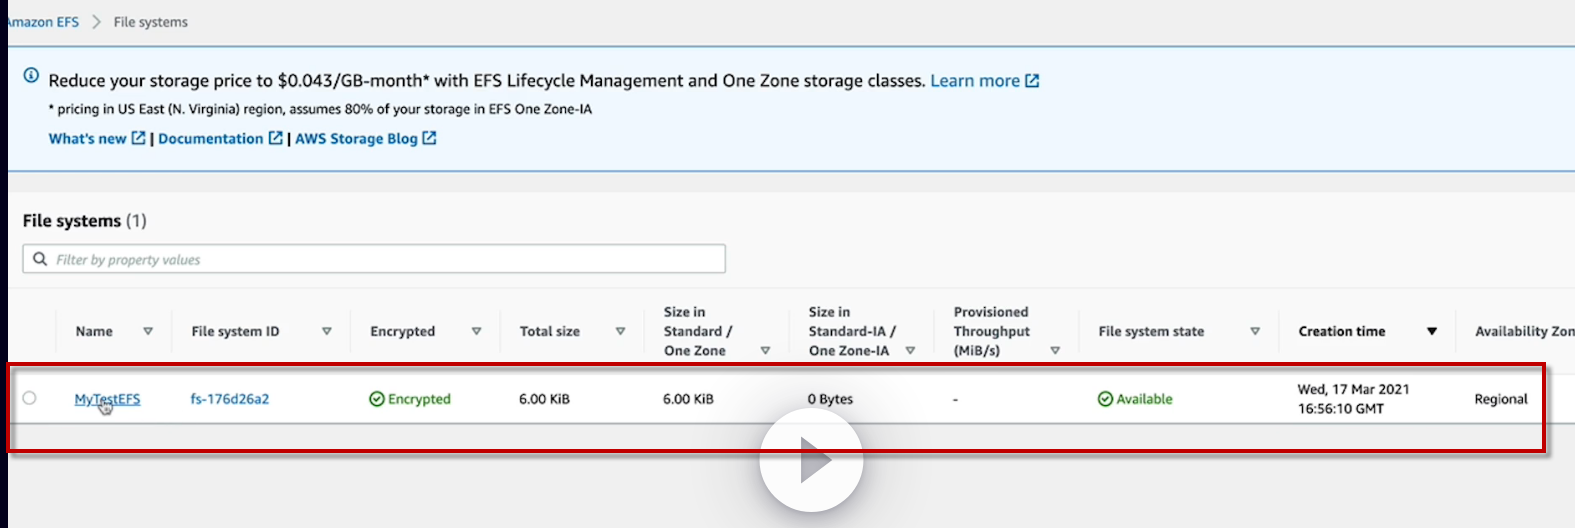 Amazon EFS > File systems
Reduce your storage price to $0.043/GB-month* with EFS Lifecycle Management and One Zone storage classes. Learn more
* pricing in US East (N. Virginia) region, assumes 80% of your storage in EFS One Zone-IA
What's new | Documentation | AWS Storage Blog
File systems (1)
Filter by property values
Name
File system ID
Encrypted
Total size
Size in
Standard /
One Zone
Size in
Standard-IA /
One Zone-IA
Provisioned
Throughput
(MiB/s)
File system state
Creation time
Availability Zon
MyTestEFS
fs-176d26a2
Encrypted
6.00 KiB
6.00 KiB
0 Bytes
-
Available
Wed, 17 Mar 2021
16:56:10 GMT
Regional